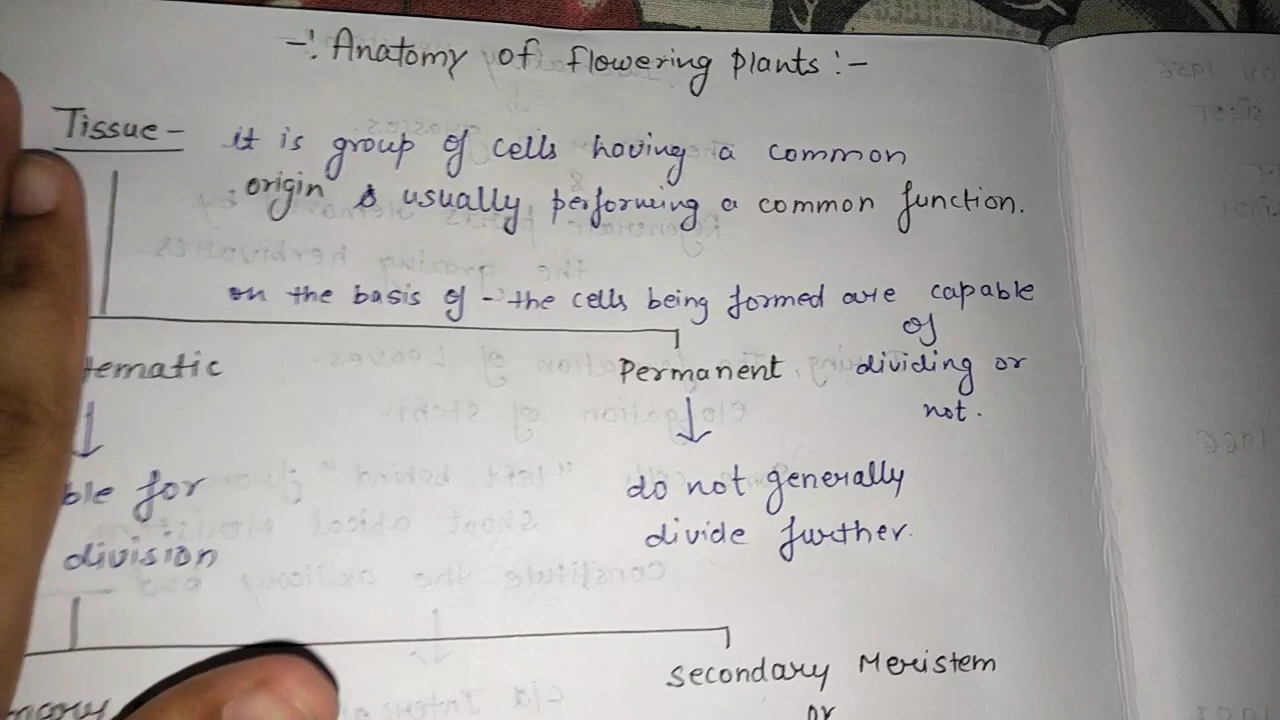 -: Anatomy of flowering plants :-
Tissue - it is group of cells having a common
origin & usually performing a common function.
on the basis of - the cells being formed are capable
of
tematic Permanent dividing or
not.
ble for do not generally
division divide further.
Secondary Meristem
or